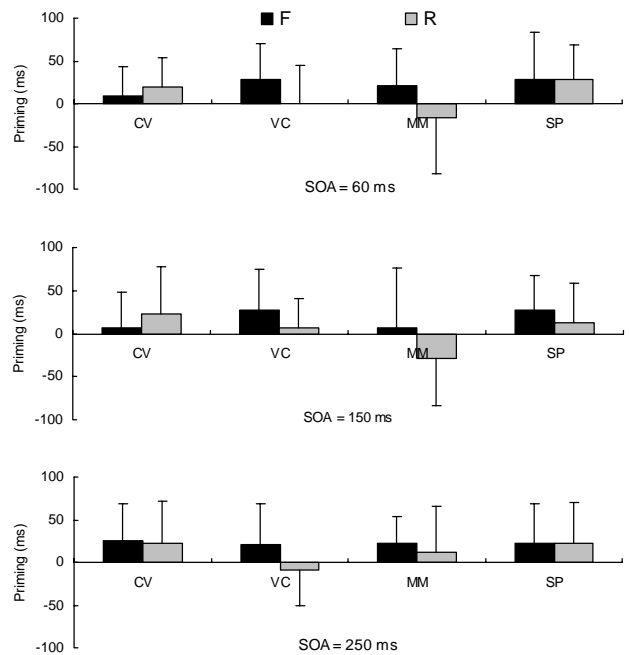 F R
Priming (ms)
100
50
0
-50
-100
CV VC MM SP
SOA = 60 ms
Priming (ms)
100
50
0
-50
-100
CV VC MM SP
SOA = 150 ms
Priming (ms)
100
50
0
-50
-100
CV VC MM SP
SOA = 250 ms